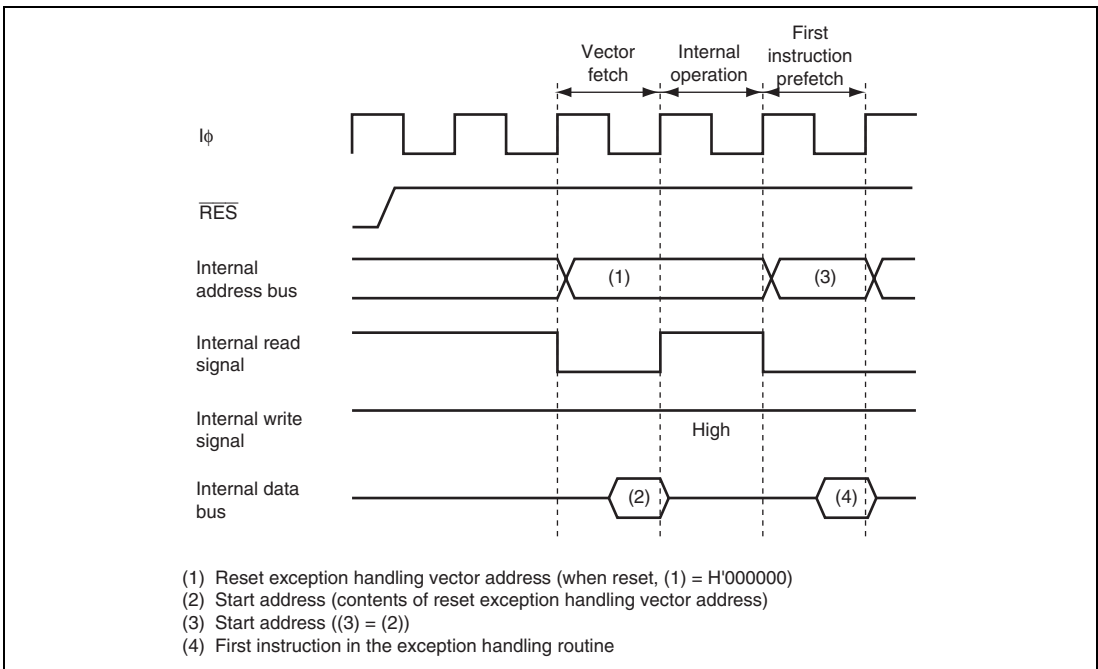 Vector
fetch
Internal
operation
First
instruction
prefetch
Iϕ
RES
Internal
address bus
(1)
(3)
Internal read
signal
Internal write
signal
High
Internal data
bus
(2)
(4)
(1) Reset exception handling vector address (when reset, (1) = H'000000)
(2) Start address (contents of reset exception handling vector address)
(3) Start address ((3) = (2))
(4) First instruction in the exception handling routine